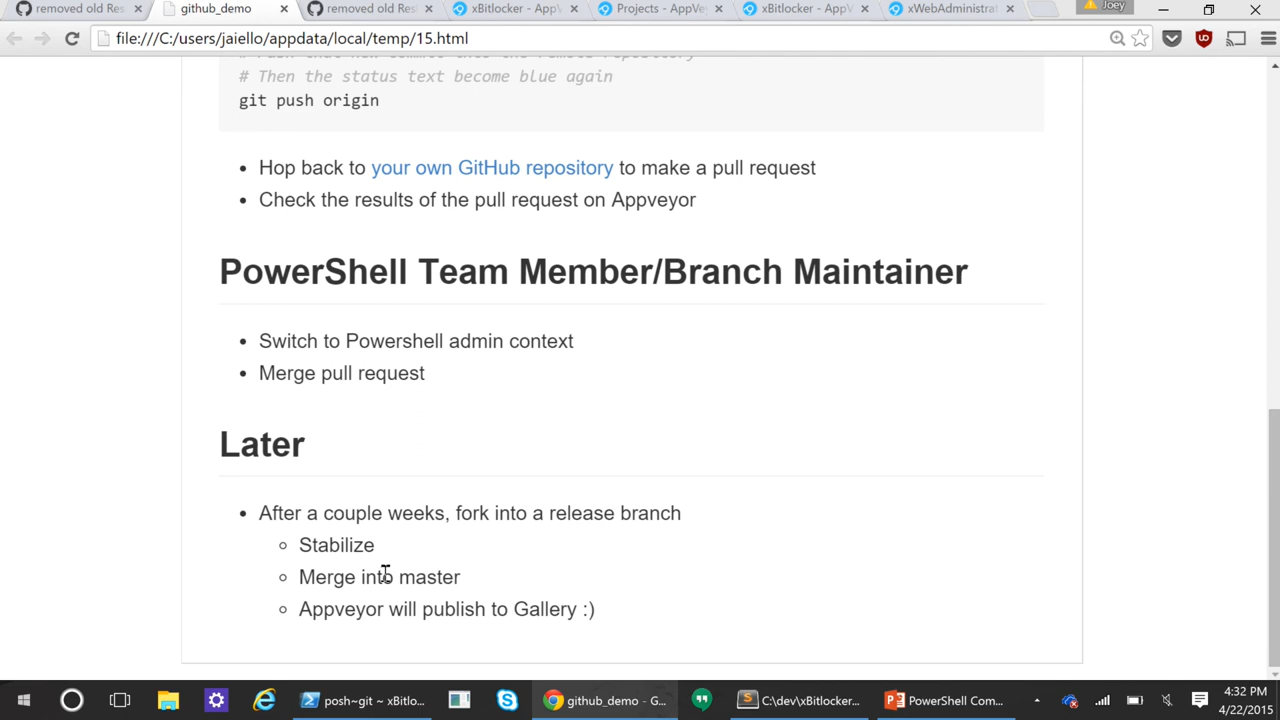 removed old Res
github_demo
removed old Res
xBitlocker - AppV
Projects - AppVe
xBitlocker - AppV
xWebAdministrat
Joey
file:///C:/users/jaiello/appdata/local/temp/15.html
# Then the status text become blue again
git push origin
Hop back to your own GitHub repository to make a pull request
Check the results of the pull request on Appveyor
PowerShell Team Member/Branch Maintainer
Switch to Powershell admin context
Merge pull request
Later
After a couple weeks, fork into a release branch
Stabilize
Merge into master
Appveyor will publish to Gallery :)
posh~git ~ xBitlo...
github_demo - G...
C:\dev\xBitlocker...
PowerShell Com...
4:32 PM
4/22/2015